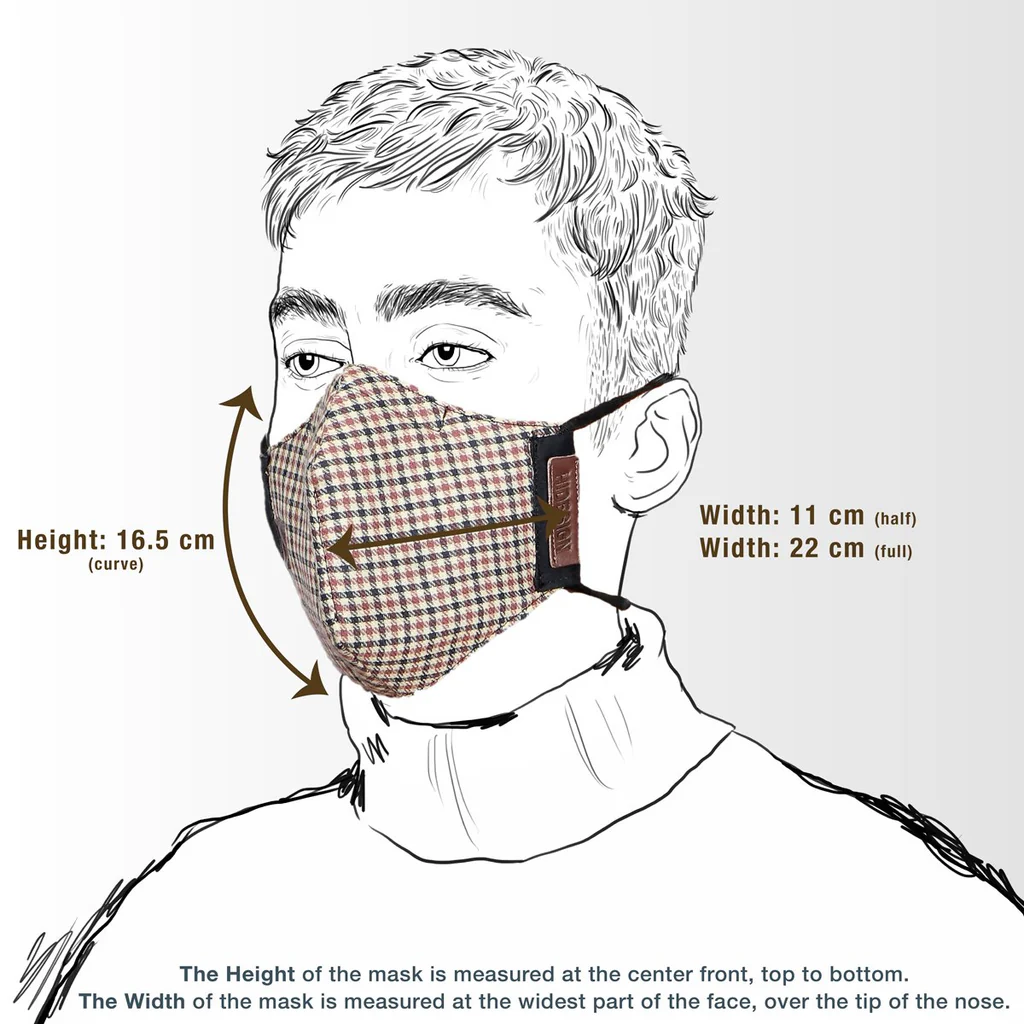 HIDESIGN
Height: 16.5 cm
(curve)
Width: 11 cm (half)
Width: 22 cm (full)
The Height of the mask is measured at the center front, top to bottom.
The Width of the mask is measured at the widest part of the face, over the tip of the nose.